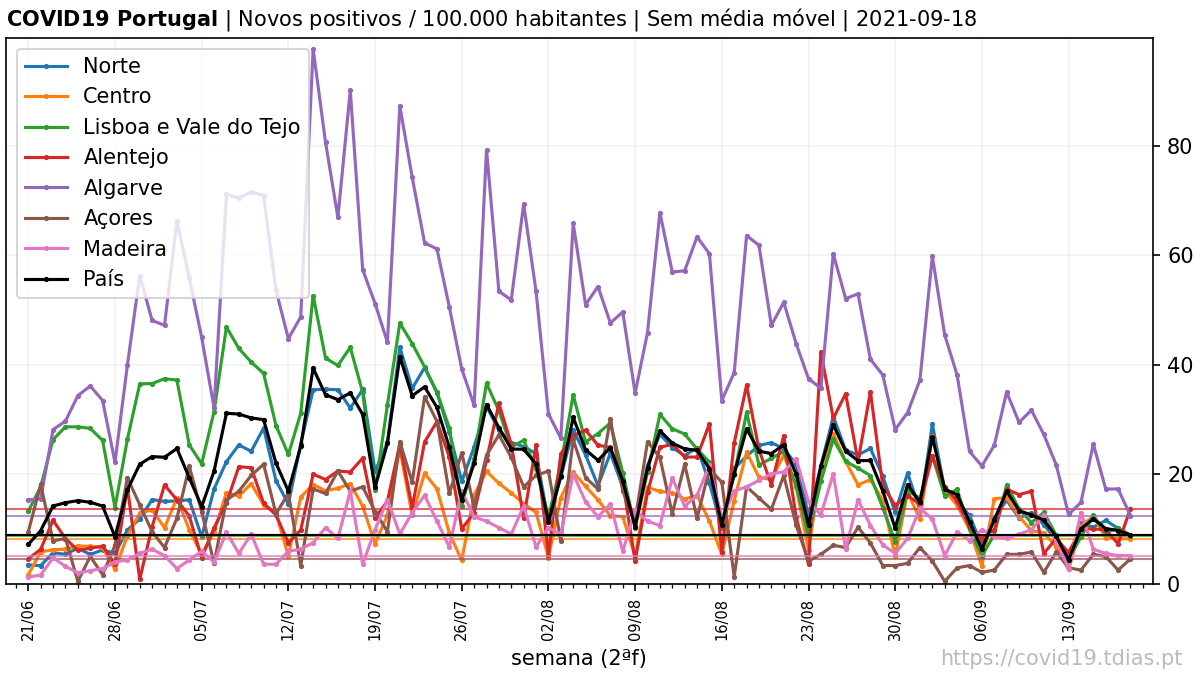 COVID19 Portugal | Novos positivos / 100.000 habitantes | Sem média móvel | 2021-09-18
Norte
Centro
Lisboa e Vale do Tejo
Alentejo
Algarve
Açores
Madeira
País
80
60
40
20
0
21/06
28/06
05/07
12/07
19/07
26/07
02/08
09/08
16/08
23/08
30/08
06/09
13/09
semana (2ªf)
https://covid19.tdias.pt